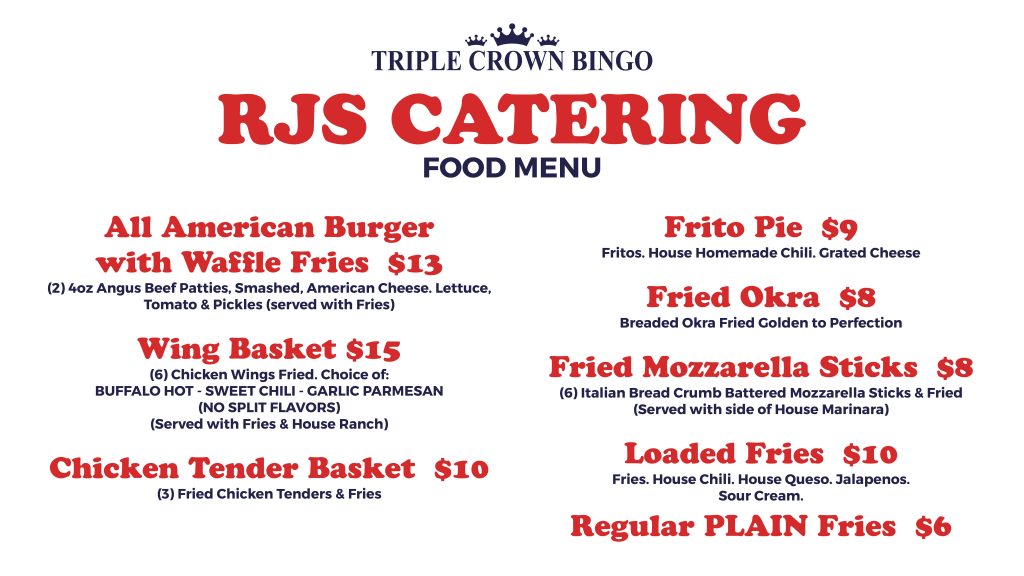 TRIPLE CROWN BINGO
RJS CATERING
FOOD MENU
All American Burger
with Waffle Fries $13
(2) 4oz Angus Beef Patties, Smashed, American Cheese. Lettuce,
Tomato & Pickles (served with Fries)
Wing Basket $15
(6) Chicken Wings Fried. Choice of:
BUFFALO HOT - SWEET CHILI - GARLIC PARMESAN
(NO SPLIT FLAVORS)
(Served with Fries & House Ranch)
Chicken Tender Basket $10
(3) Fried Chicken Tenders & Fries
Frito Pie $9
Fritos. House Homemade Chili. Grated Cheese
Fried Okra $8
Breaded Okra Fried Golden to Perfection
Fried Mozzarella Sticks $8
(6) Italian Bread Crumb Battered Mozzarella Sticks & Fried
(Served with side of House Marinara)
Loaded Fries $10
Fries. House Chili. House Queso. Jalapenos.
Sour Cream.
Regular PLAIN Fries $6